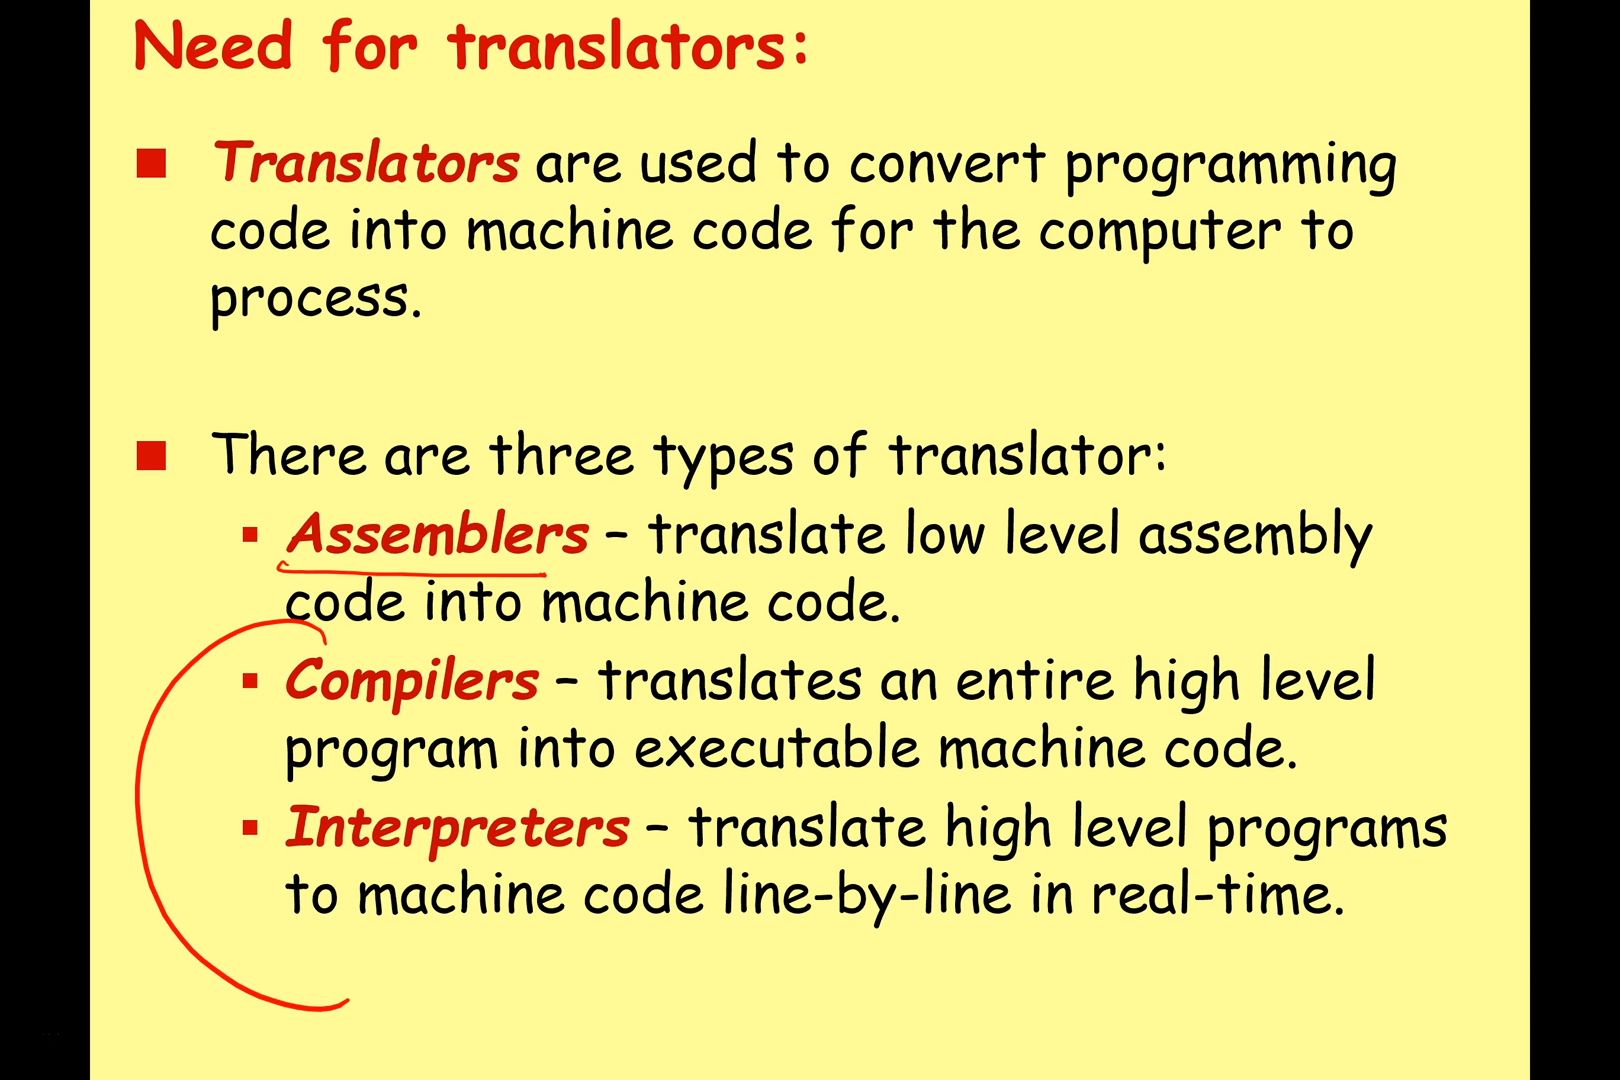 Need for translators:
Translators are used to convert programming
code into machine code for the computer to
process.
There are three types of translator:
Assemblers – translate low level assembly
code into machine code.
Compilers – translates an entire high level
program into executable machine code.
Interpreters – translate high level programs
to machine code line-by-line in real-time.